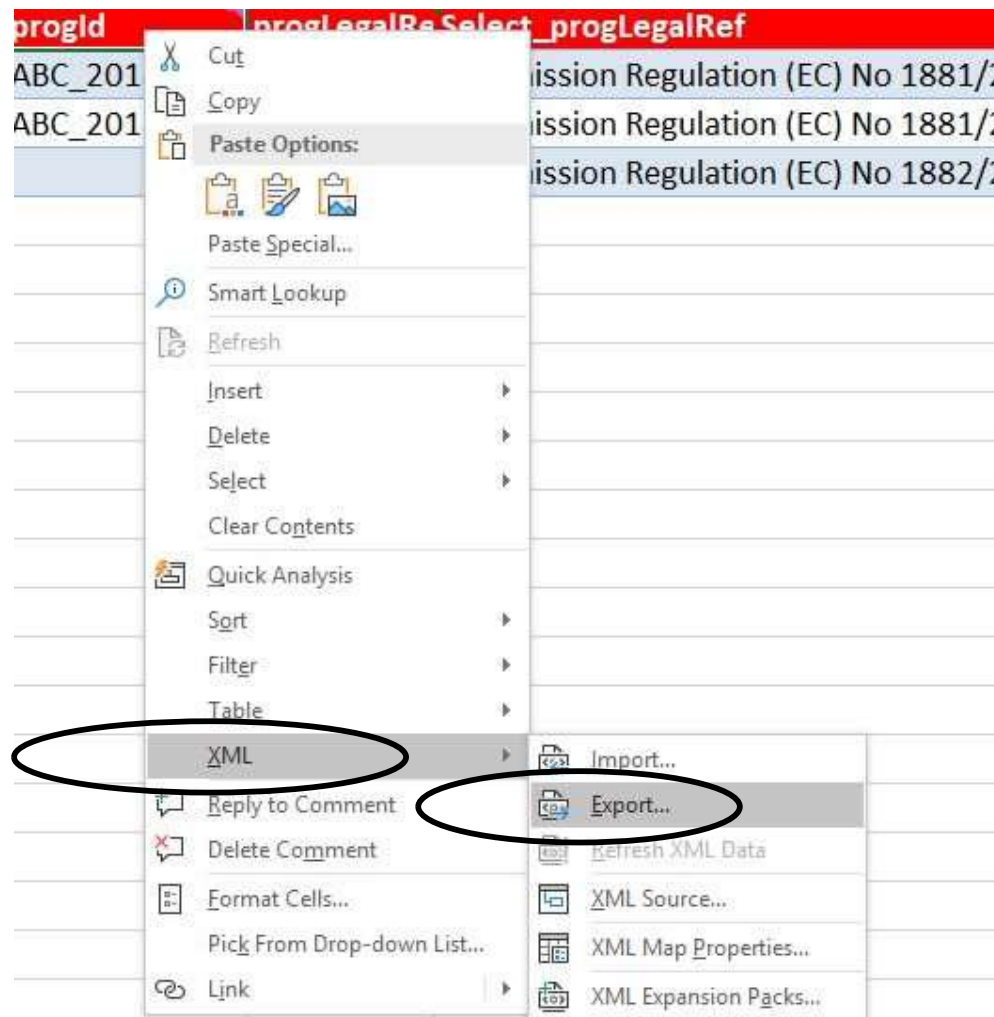 progId progLegalRe Select_progLegalRef
ABC_201 ission Regulation (EC) No 1881/2
ABC_201 ission Regulation (EC) No 1881/2
ission Regulation (EC) No 1882/2
Cut
Copy
Paste Options:
Paste Special...
Smart Lookup
Refresh
Insert
Delete
Select
Clear Contents
Quick Analysis
Sort
Filter
Table
XML
Reply to Comment
Delete Comment
Format Cells...
Pick From Drop-down List...
Link
Import...
Export...
Refresh XML Data
XML Source...
XML Map Properties...
XML Expansion Packs...